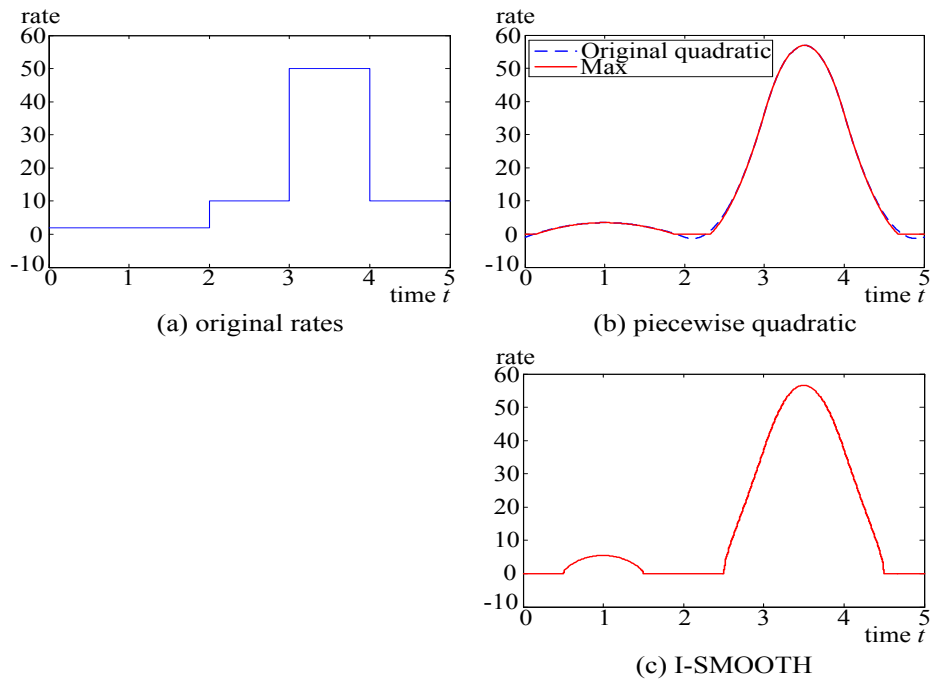 rate
60
50
40
30
20
10
0
-10
0 1 2 3 4 5
time t
(a) original rates
rate
60
50
40
30
20
10
0
-10
Original quadratic
Max
0 1 2 3 4 5
time t
(b) piecewise quadratic
rate
60
50
40
30
20
10
0
-10
0 1 2 3 4 5
time t
(c) I-SMOOTH